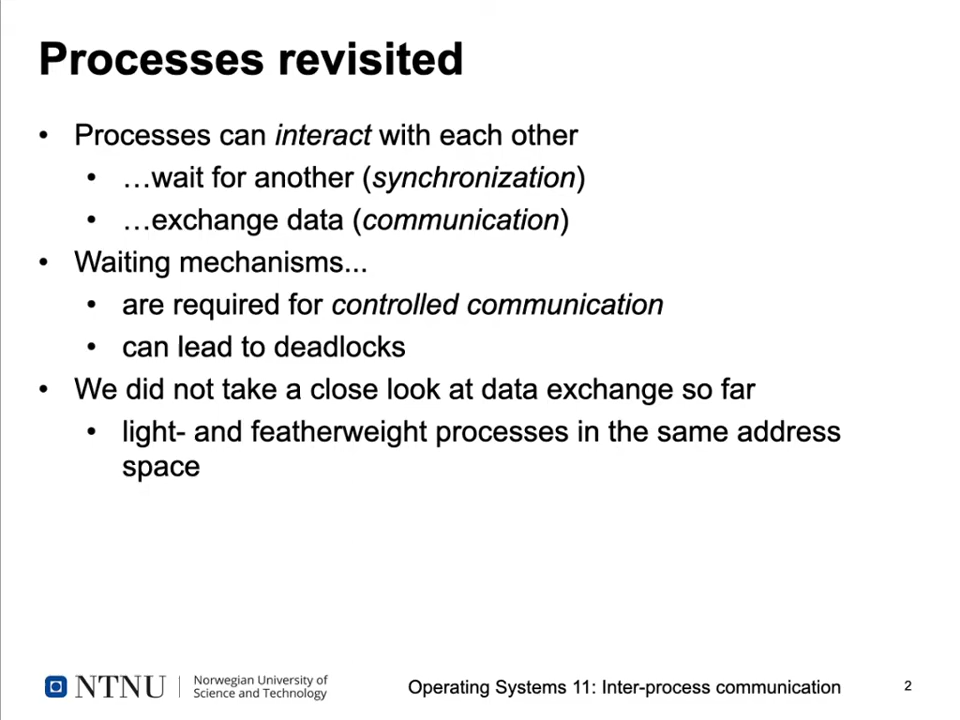 Processes revisited
• Processes can interact with each other
• …wait for another (synchronization)
• …exchange data (communication)
• Waiting mechanisms...
• are required for controlled communication
• can lead to deadlocks
• We did not take a close look at data exchange so far
• light- and featherweight processes in the same address
space
NTNU
Norwegian University of
Science and Technology
Operating Systems 11: Inter-process communication
2